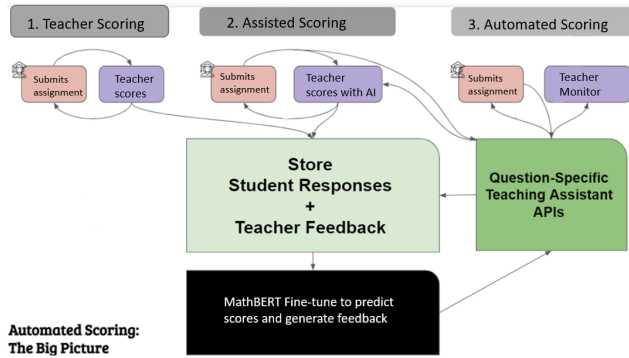 1. Teacher Scoring
2. Assisted Scoring
3. Automated Scoring
Submits
assignment
Teacher
scores
Submits
assignment
Teacher
scores with AI
Submits
assignment
Teacher
Monitor
Store
Student Responses
+
Teacher Feedback
Question-Specific
Teaching Assistant
APIs
MathBERT Fine-tune to predict
scores and generate feedback
Automated Scoring:
The Big Picture